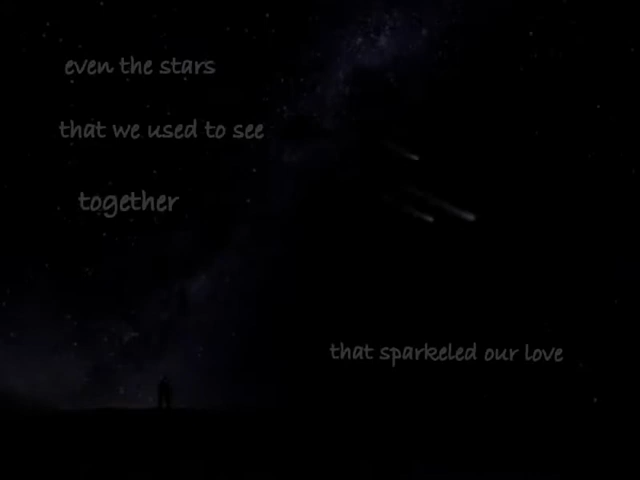 even the stars
that we used to see
together
that sparkeled our love